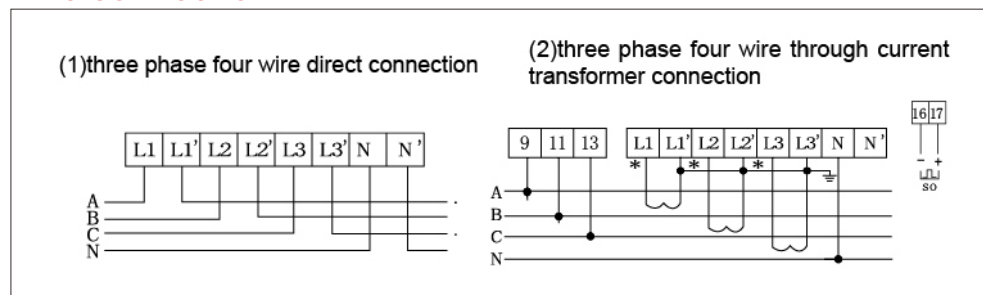 (1)three phase four wire direct connection
L1 L1' L2 L2' L3 L3' N N'
A
B
C
N
(2)three phase four wire through current
transformer connection
9 11 13
L1 L1' L2 L2' L3 L3' N N'
* * *
A
B
C
N
16 17
- +
so